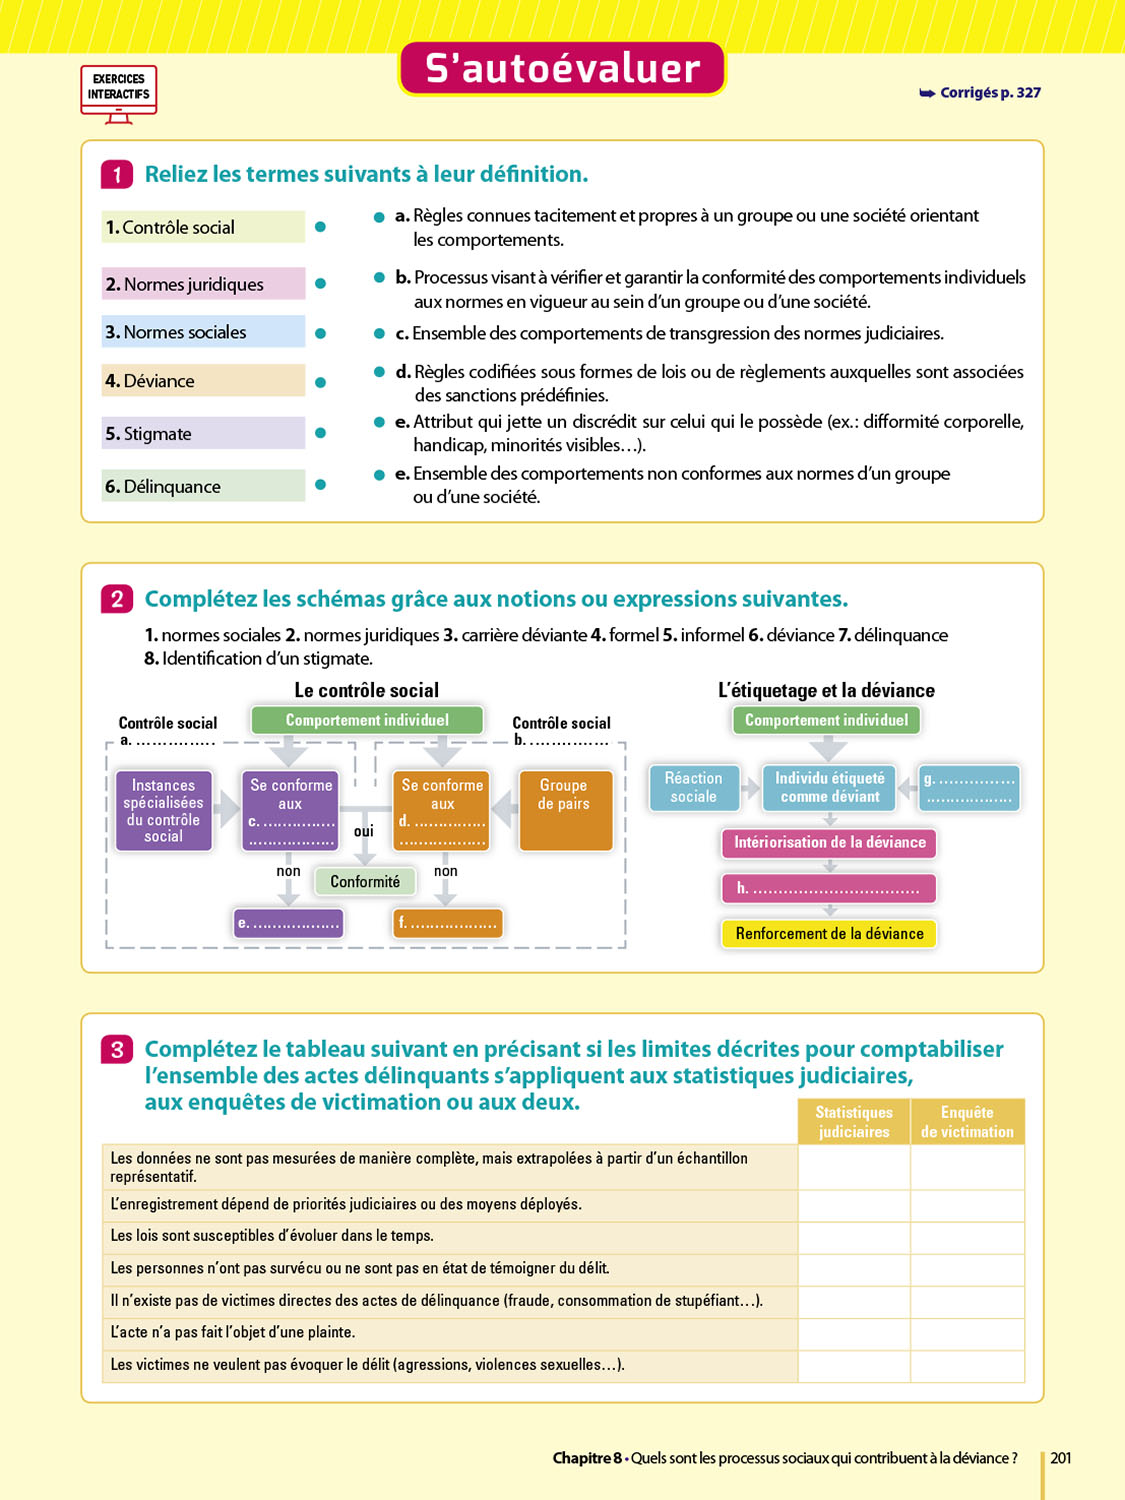 S'autoévaluer
EXERCICES
INTERACTIFS
➥ Corrigés p. 327
1 Reliez les termes suivants à leur définition.
1. Contrôle social
2. Normes juridiques
3. Normes sociales
4. Déviance
5. Stigmate
6. Délinquance
a. Règles connues tacitement et propres à un groupe ou une société orientant
les comportements.
b. Processus visant à vérifier et garantir la conformité des comportements individuels
aux normes en vigueur au sein d'un groupe ou d'une société.
c. Ensemble des comportements de transgression des normes judiciaires.
d. Règles codifiées sous formes de lois ou de règlements auxquelles sont associées
des sanctions prédéfinies.
e. Attribut qui jette un discrédit sur celui qui le possède (ex.: difformité corporelle,
handicap, minorités visibles…).
e. Ensemble des comportements non conformes aux normes d'un groupe
ou d'une société.
2 Complétez les schémas grâce aux notions ou expressions suivantes.
1. normes sociales 2. normes juridiques 3. carrière déviante 4. formel 5. informel 6. déviance 7. délinquance
8. Identification d'un stigmate.
Le contrôle social
Contrôle social
a. ……………
Comportement individuel
Contrôle social
b. ……………
Instances
spécialisées
du contrôle
social
Se conforme
aux
c. ……………
………………
Se conforme
aux
d. ……………
………………
Groupe
de pairs
oui
non
Conformité
non
e. ………………
f. ………………
L'étiquetage et la déviance
Comportement individuel
Réaction
sociale
Individu étiqueté
comme déviant
g. ……………
………………
Intériorisation de la déviance
h. ……………………………
Renforcement de la déviance
3 Complétez le tableau suivant en précisant si les limites décrites pour comptabiliser
l'ensemble des actes délinquants s'appliquent aux statistiques judiciaires,
aux enquêtes de victimation ou aux deux.
Statistiques
judiciaires
Enquête
de victimation
Les données ne sont pas mesurées de manière complète, mais extrapolées à partir d'un échantillon
représentatif.
L'enregistrement dépend de priorités judiciaires ou des moyens déployés.
Les lois sont susceptibles d'évoluer dans le temps.
Les personnes n'ont pas survécu ou ne sont pas en état de témoigner du délit.
Il n'existe pas de victimes directes des actes de délinquance (fraude, consommation de stupéfiant…).
L'acte n'a pas fait l'objet d'une plainte.
Les victimes ne veulent pas évoquer le délit (agressions, violences sexuelles…).
Chapitre 8 • Quels sont les processus sociaux qui contribuent à la déviance ? 201